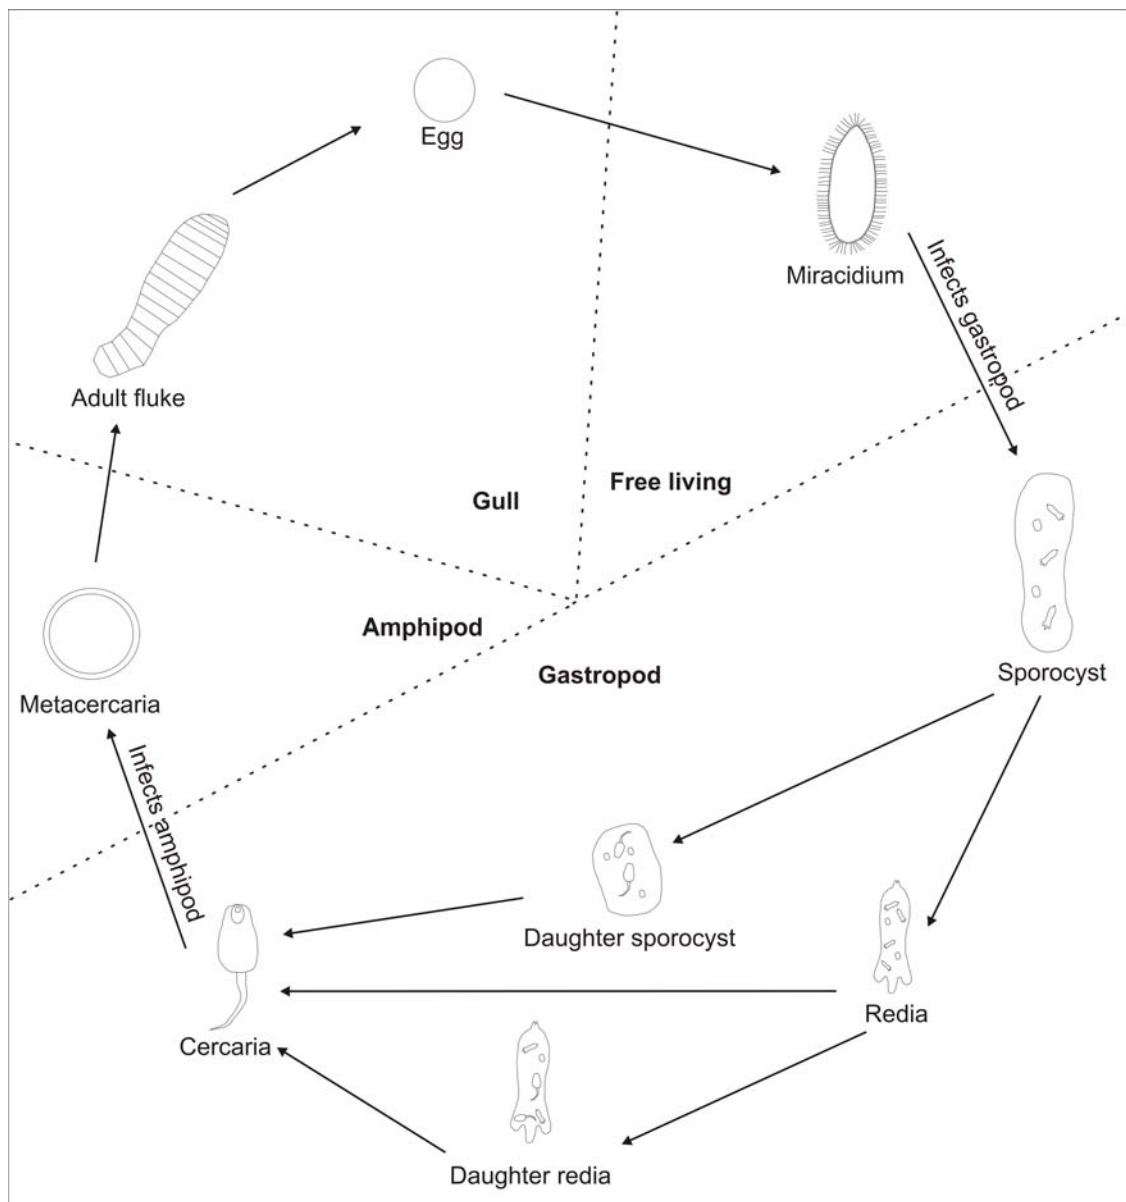 Egg
Miracidium
Infects gastropod
Adult fluke
Free living
Gull
Amphipod
Gastropod
Sporocyst
Metacercaria
Infects amphipod
Daughter sporocyst
Redia
Cercaria
Daughter redia